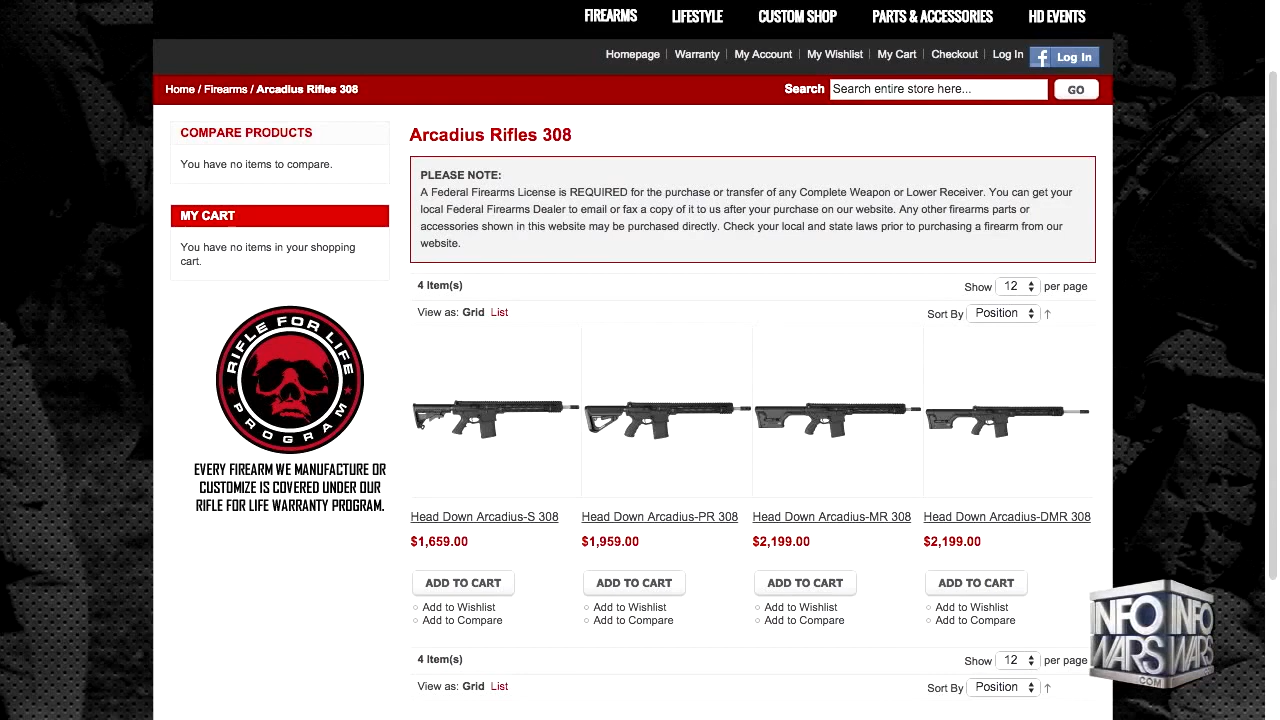 FIREARMS LIFESTYLE CUSTOM SHOP PARTS & ACCESSORIES HD EVENTS
Homepage Warranty My Account My Wishlist My Cart Checkout Log In f Log In
Home / Firearms / Arcadius Rifles 308
Search Search entire store here... GO
COMPARE PRODUCTS
You have no items to compare.
MY CART
You have no items in your shopping
cart.
RIFLE FOR LIFE
PROGRAM
EVERY FIREARM WE MANUFACTURE OR
CUSTOMIZE IS COVERED UNDER OUR
RIFLE FOR LIFE WARRANTY PROGRAM.
Arcadius Rifles 308
PLEASE NOTE:
A Federal Firearms License is REQUIRED for the purchase or transfer of any Complete Weapon or Lower Receiver. You can get your
local Federal Firearms Dealer to email or fax a copy of it to us after your purchase on our website. Any other firearms parts or
accessories shown in this website may be purchased directly. Check your local and state laws prior to purchasing a firearm from our
website.
4 Item(s) Show 12 per page
View as: Grid List Sort By Position
Head Down Arcadius-S 308 Head Down Arcadius-PR 308 Head Down Arcadius-MR 308 Head Down Arcadius-DMR 308
$1,659.00 $1,959.00 $2,199.00 $2,199.00
ADD TO CART ADD TO CART ADD TO CART ADD TO CART
Add to Wishlist Add to Wishlist Add to Wishlist Add to Wishlist
Add to Compare Add to Compare Add to Compare Add to Compare
4 Item(s) Show 12 per page
View as: Grid List Sort By Position
INFO INFO
WARS WARS
.COM